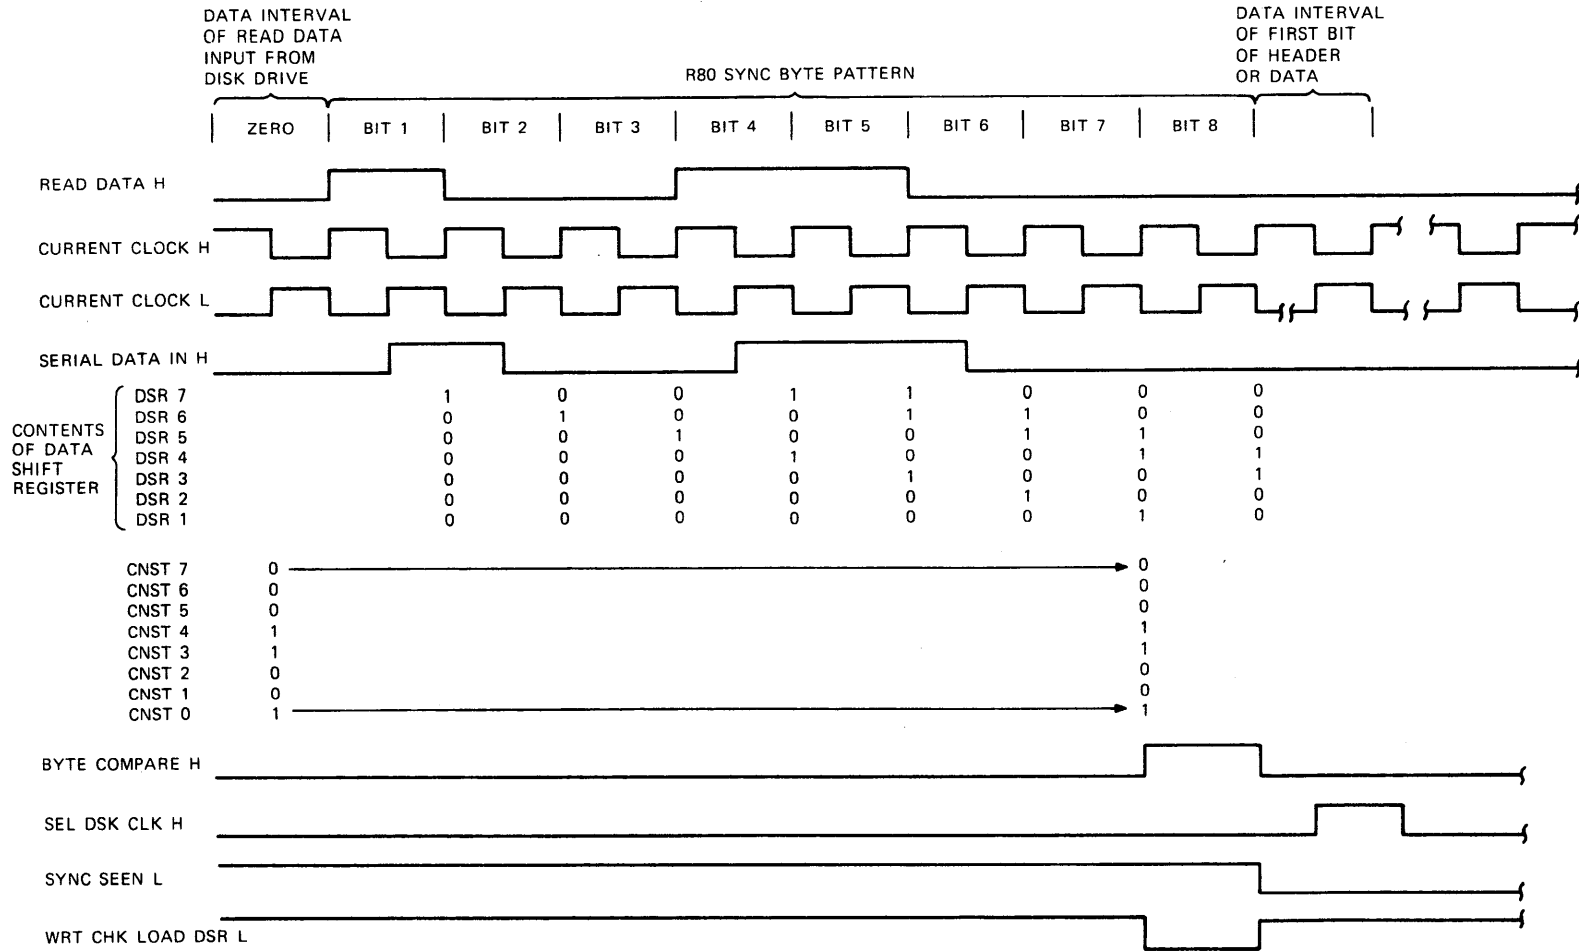 DATA INTERVAL
OF READ DATA
INPUT FROM
DISK DRIVE
R80 SYNC BYTE PATTERN
DATA INTERVAL
OF FIRST BIT
OF HEADER
OR DATA
ZERO BIT 1 BIT 2 BIT 3 BIT 4 BIT 5 BIT 6 BIT 7 BIT 8
READ DATA H
CURRENT CLOCK H
CURRENT CLOCK L
SERIAL DATA IN H
CONTENTS
OF DATA
SHIFT
REGISTER
DSR 7 1 0 0 1 1 0 0 0
DSR 6 0 1 0 0 1 1 0 0
DSR 5 0 0 1 0 0 1 1 0
DSR 4 0 0 0 1 0 0 1 1
DSR 3 0 0 0 0 1 0 0 1
DSR 2 0 0 0 0 0 1 0 0
DSR 1 0 0 0 0 0 0 1 0
CNST 7 0 0
CNST 6 0 0
CNST 5 0 0
CNST 4 1 1
CNST 3 1 1
CNST 2 0 0
CNST 1 0 0
CNST 0 1 1
BYTE COMPARE H
SEL DSK CLK H
SYNC SEEN L
WRT CHK LOAD DSR L